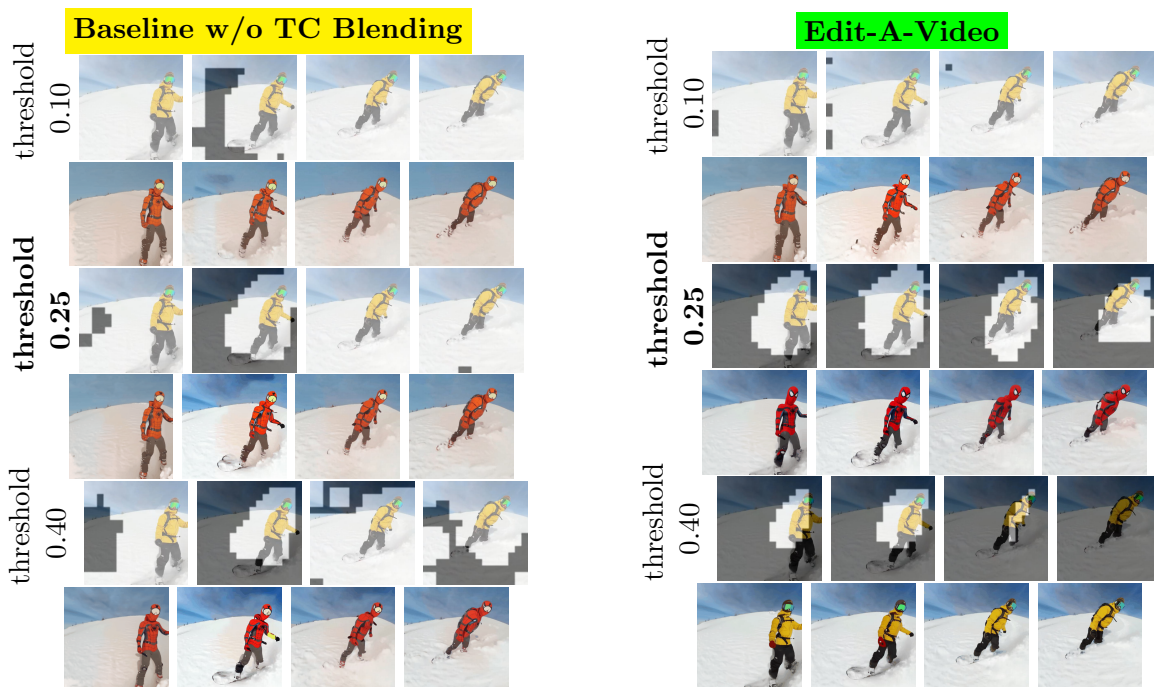 Baseline w/o TC Blending
threshold
0.10
threshold
0.25
threshold
0.40
Edit-A-Video
threshold
0.10
threshold
0.25
threshold
0.40